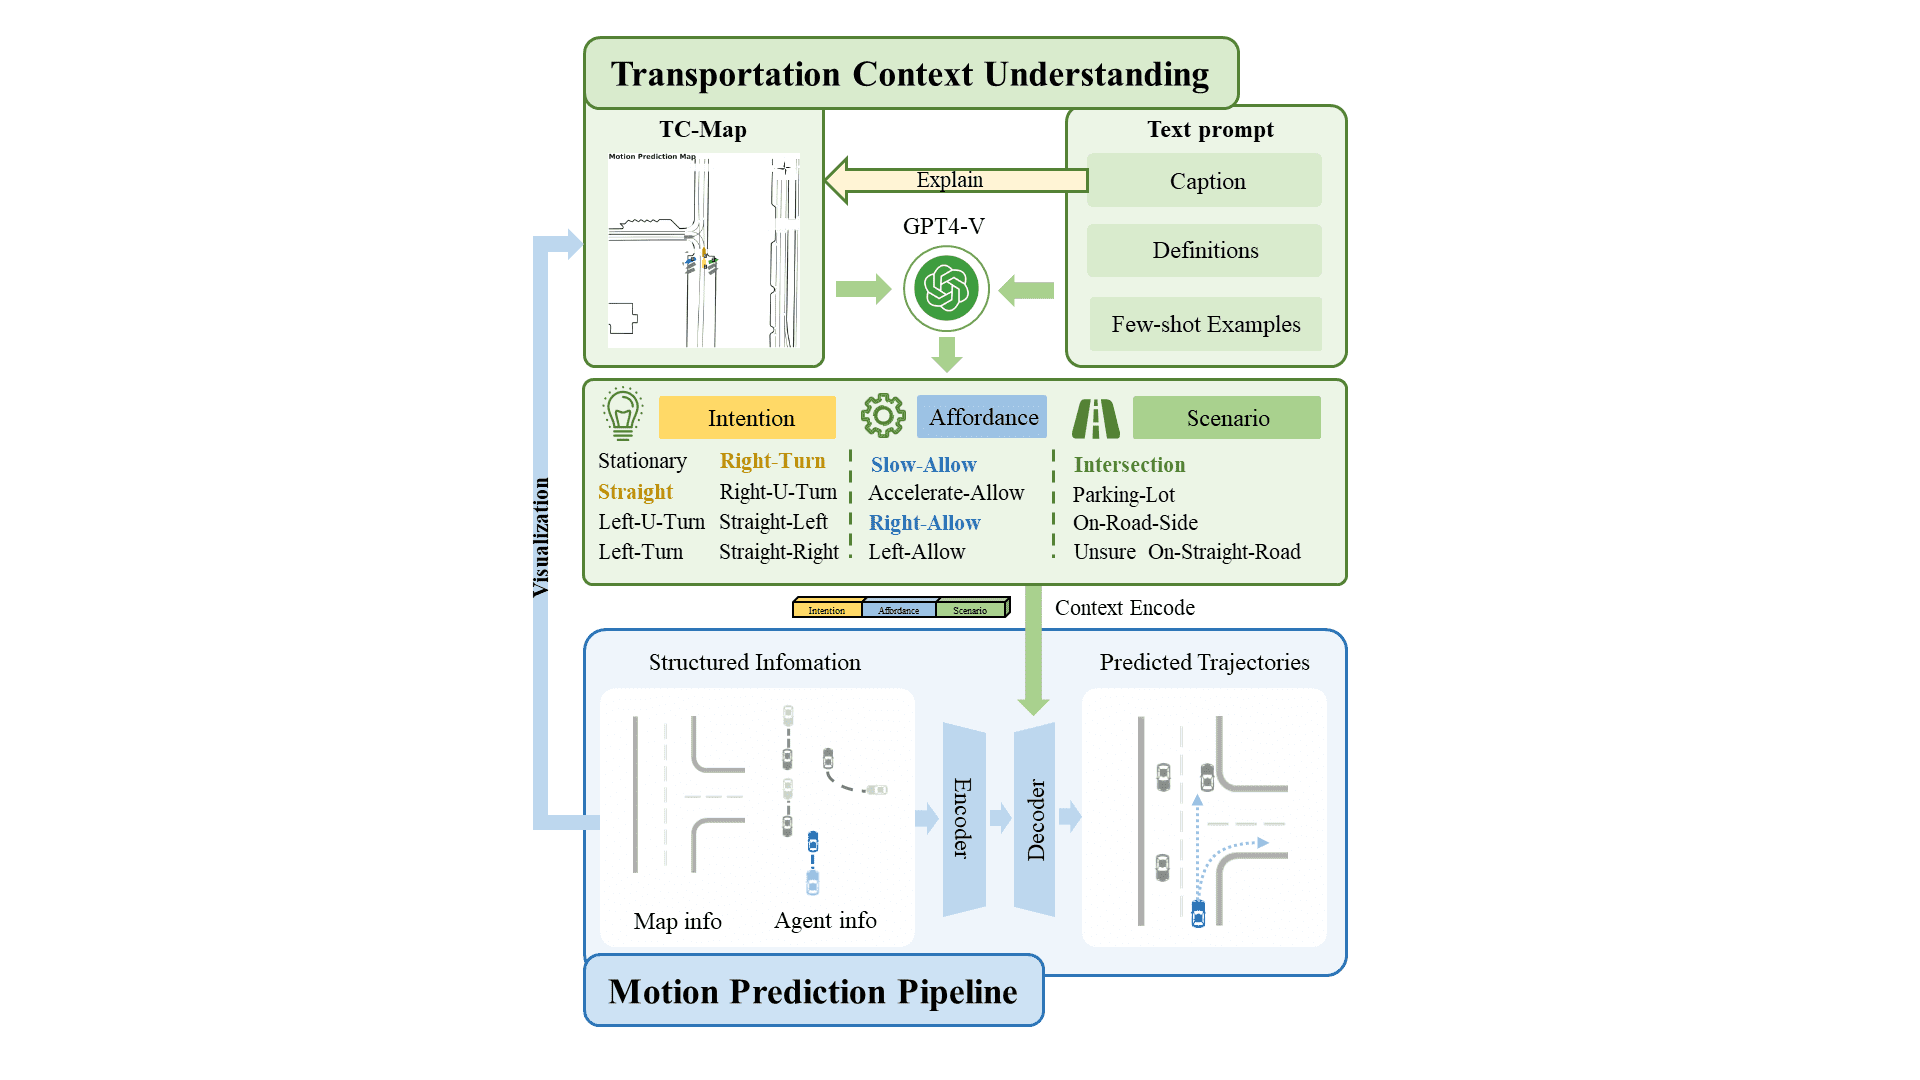 Transportation Context Understanding
TC-Map
Motion Prediction Map
Text prompt
Explain
Caption
GPT4-V
Definitions
Few-shot Examples
Intention
Affordance
Scenario
Stationary
Right-Turn
Straight
Right-U-Turn
Left-U-Turn
Straight-Left
Left-Turn
Straight-Right
Slow-Allow
Accelerate-Allow
Right-Allow
Left-Allow
Intersection
Parking-Lot
On-Road-Side
Unsure On-Straight-Road
Visualization
Intention
Affordance
Scenario
Context Encode
Structured Infomation
Predicted Trajectories
Encoder
Decoder
Map info
Agent info
Motion Prediction Pipeline